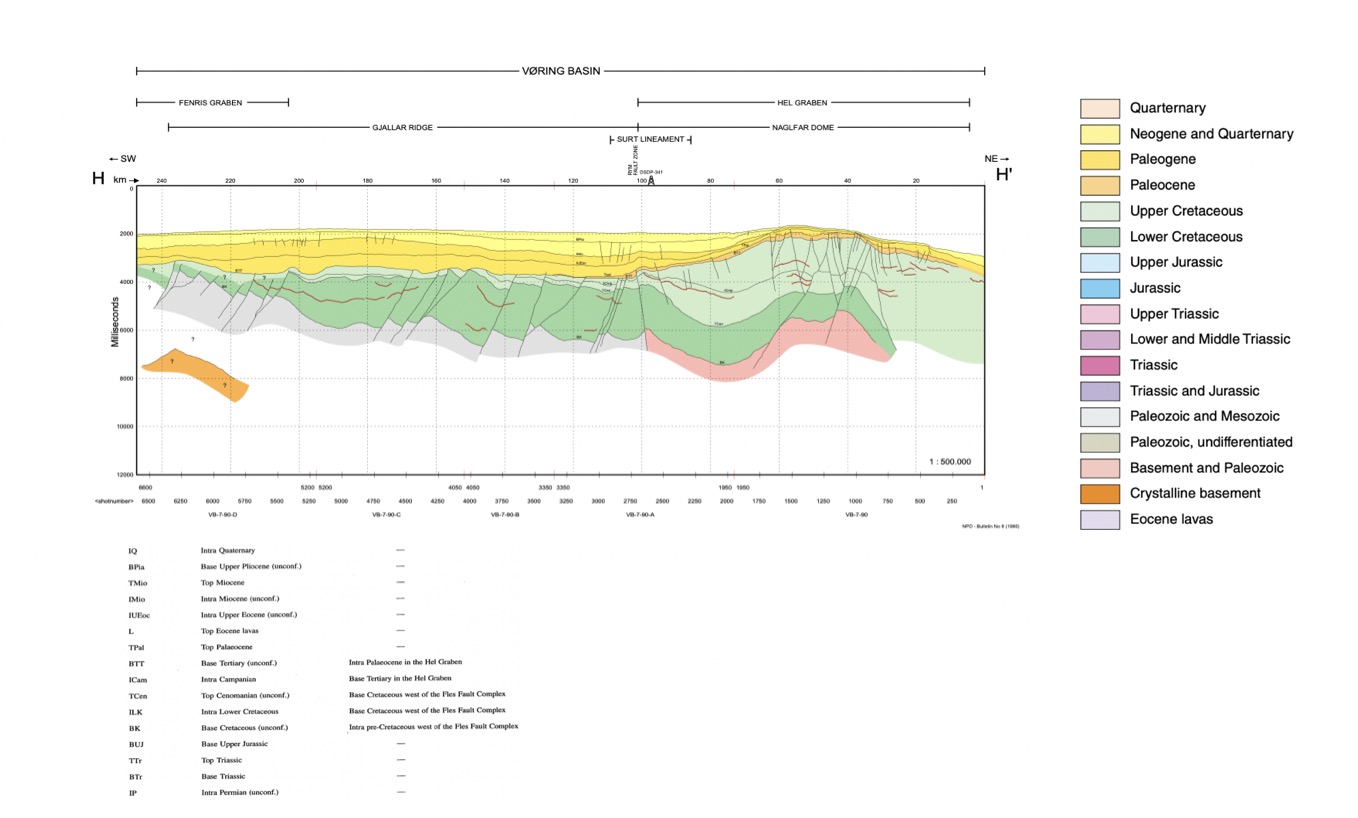 VØRING BASIN
FENRIS GRABEN HEL GRABEN
GJALLAR RIDGE NAGLFAR DOME
SURT LINEAMENT
FAULT ZONE
← SW NE →
H km → 240 220 200 180 160 140 120 100 80 60 40 20 H'
DSDP-341
0
2000
4000
6000
8000
10000
12000
Milliseconds
? ? ? ? ? ? ? ?
1 : 500.000
6600 5200 5200 4050 4050 3350 3350 1950 1950 1
<shotnumber> 6500 6250 6000 5750 5500 5250 5000 4750 4500 4250 4000 3750 3500 3250 3000 2750 2500 2250 2000 1750 1500 1250 1000 750 500 250
VB-7-90-D VB-7-90-C VB-7-90-B VB-7-90-A VB-7-90
Quarternary
Neogene and Quarternary
Paleogene
Paleocene
Upper Cretaceous
Lower Cretaceous
Upper Jurassic
Jurassic
Upper Triassic
Lower and Middle Triassic
Triassic
Triassic and Jurassic
Paleozoic and Mesozoic
Paleozoic, undifferentiated
Basement and Paleozoic
Crystalline basement
Eocene lavas
IQ Intra Quaternary —
BPia Base Upper Pliocene (unconf.) —
TMio Top Miocene —
IMio Intra Miocene (unconf.) —
IUEoc Intra Upper Eocene (unconf.) —
L Top Eocene lavas —
TPal Top Palaeocene —
BTT Base Tertiary (unconf.) Intra Palaeocene in the Hel Graben
ICam Intra Campanian Base Tertiary in the Hel Graben
TCen Top Cenomanian (unconf.) Base Cretaceous west of the Fles Fault Complex
ILK Intra Lower Cretaceous Base Cretaceous west of the Fles Fault Complex
BK Base Cretaceous (unconf.) Intra pre-Cretaceous west of the Fles Fault Complex
BUJ Base Upper Jurassic —
TTr Top Triassic —
BTr Base Triassic —
IP Intra Permian (unconf.) —